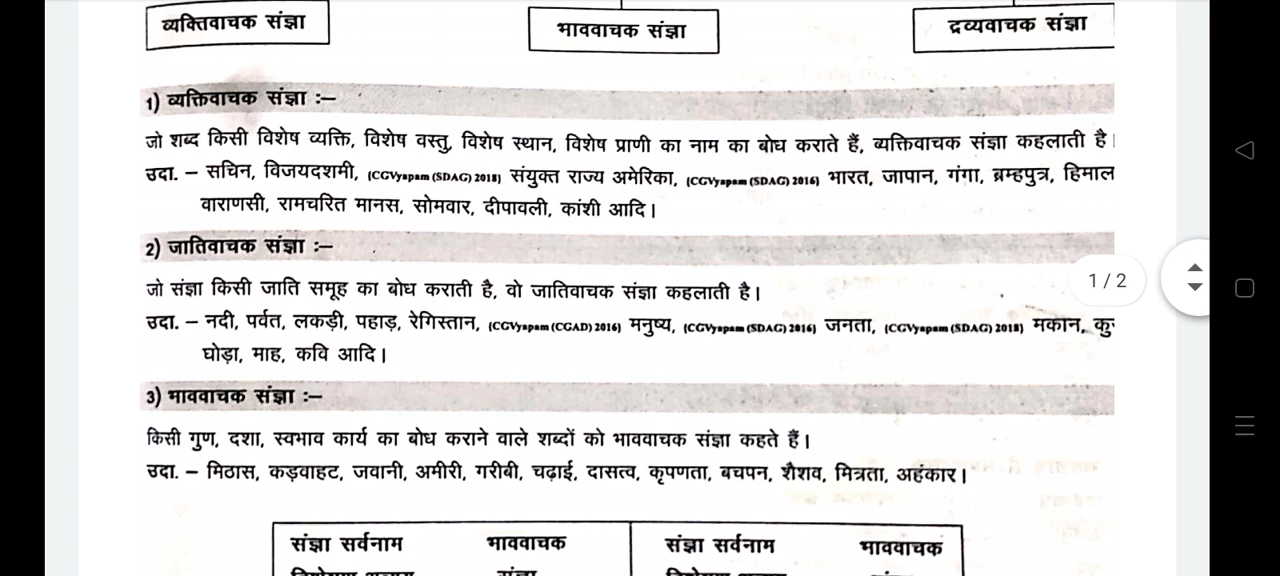 व्यक्तिवाचक संज्ञा
भाववाचक संज्ञा
द्रव्यवाचक संज्ञा
1) व्यक्तिवाचक संज्ञा :–
जो शब्द किसी विशेष व्यक्ति, विशेष वस्तु, विशेष स्थान, विशेष प्राणी का नाम का बोध कराते हैं, व्यक्तिवाचक संज्ञा कहलाती है।
उदा. – सचिन, विजयदशमी, (CGVyapam (SDAG) 2018) संयुक्त राज्य अमेरिका, (CGVyapam (SDAG) 2016) भारत, जापान, गंगा, ब्रम्हपुत्र, हिमाल
वाराणसी, रामचरित मानस, सोमवार, दीपावली, कांशी आदि।
2) जातिवाचक संज्ञा :–
जो संज्ञा किसी जाति समूह का बोध कराती है, वो जातिवाचक संज्ञा कहलाती है।
1 / 2
उदा. – नदी, पर्वत, लकड़ी, पहाड़, रेगिस्तान, (CGVyapam (CGAD) 2016) मनुष्य, (CGVyapam (SDAG) 2016) जनता, (CGVyapam (SDAG) 2018) मकान,
घोड़ा, माह, कवि आदि।
3) भाववाचक संज्ञा :–
किसी गुण, दशा, स्वभाव कार्य का बोध कराने वाले शब्दों को भाववाचक संज्ञा कहते हैं।
उदा. – मिठास, कड़वाहट, जवानी, अमीरी, गरीबी, चढ़ाई, दासत्व, कृपणता, बचपन, शैशव, मित्रता, अहंकार।
संज्ञा सर्वनाम भाववाचक संज्ञा सर्वनाम भाववाचक